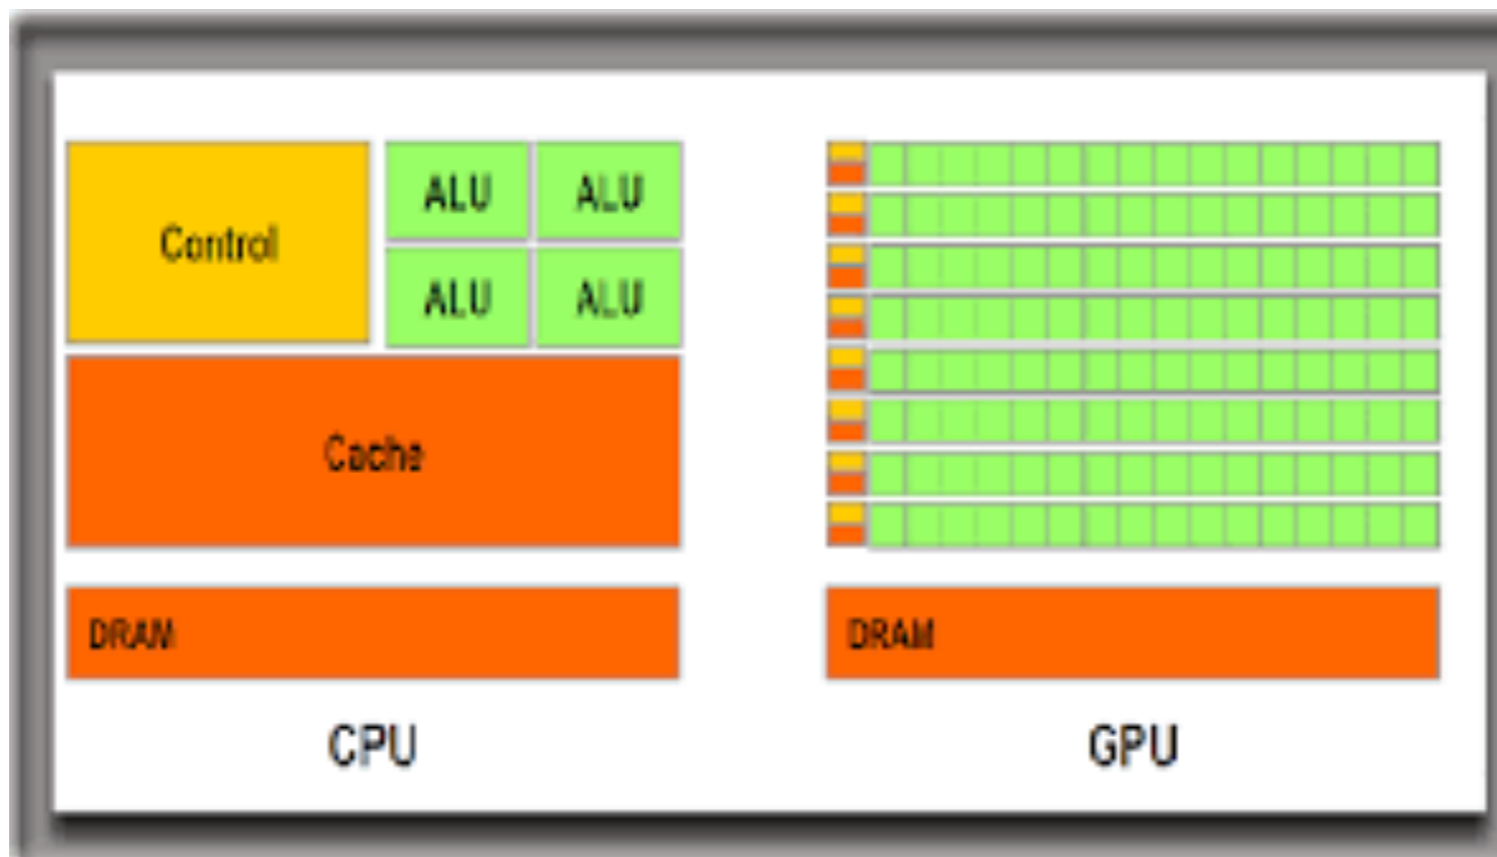 Control
ALU ALU
ALU ALU
Cache
DRAM
CPU
DRAM
GPU